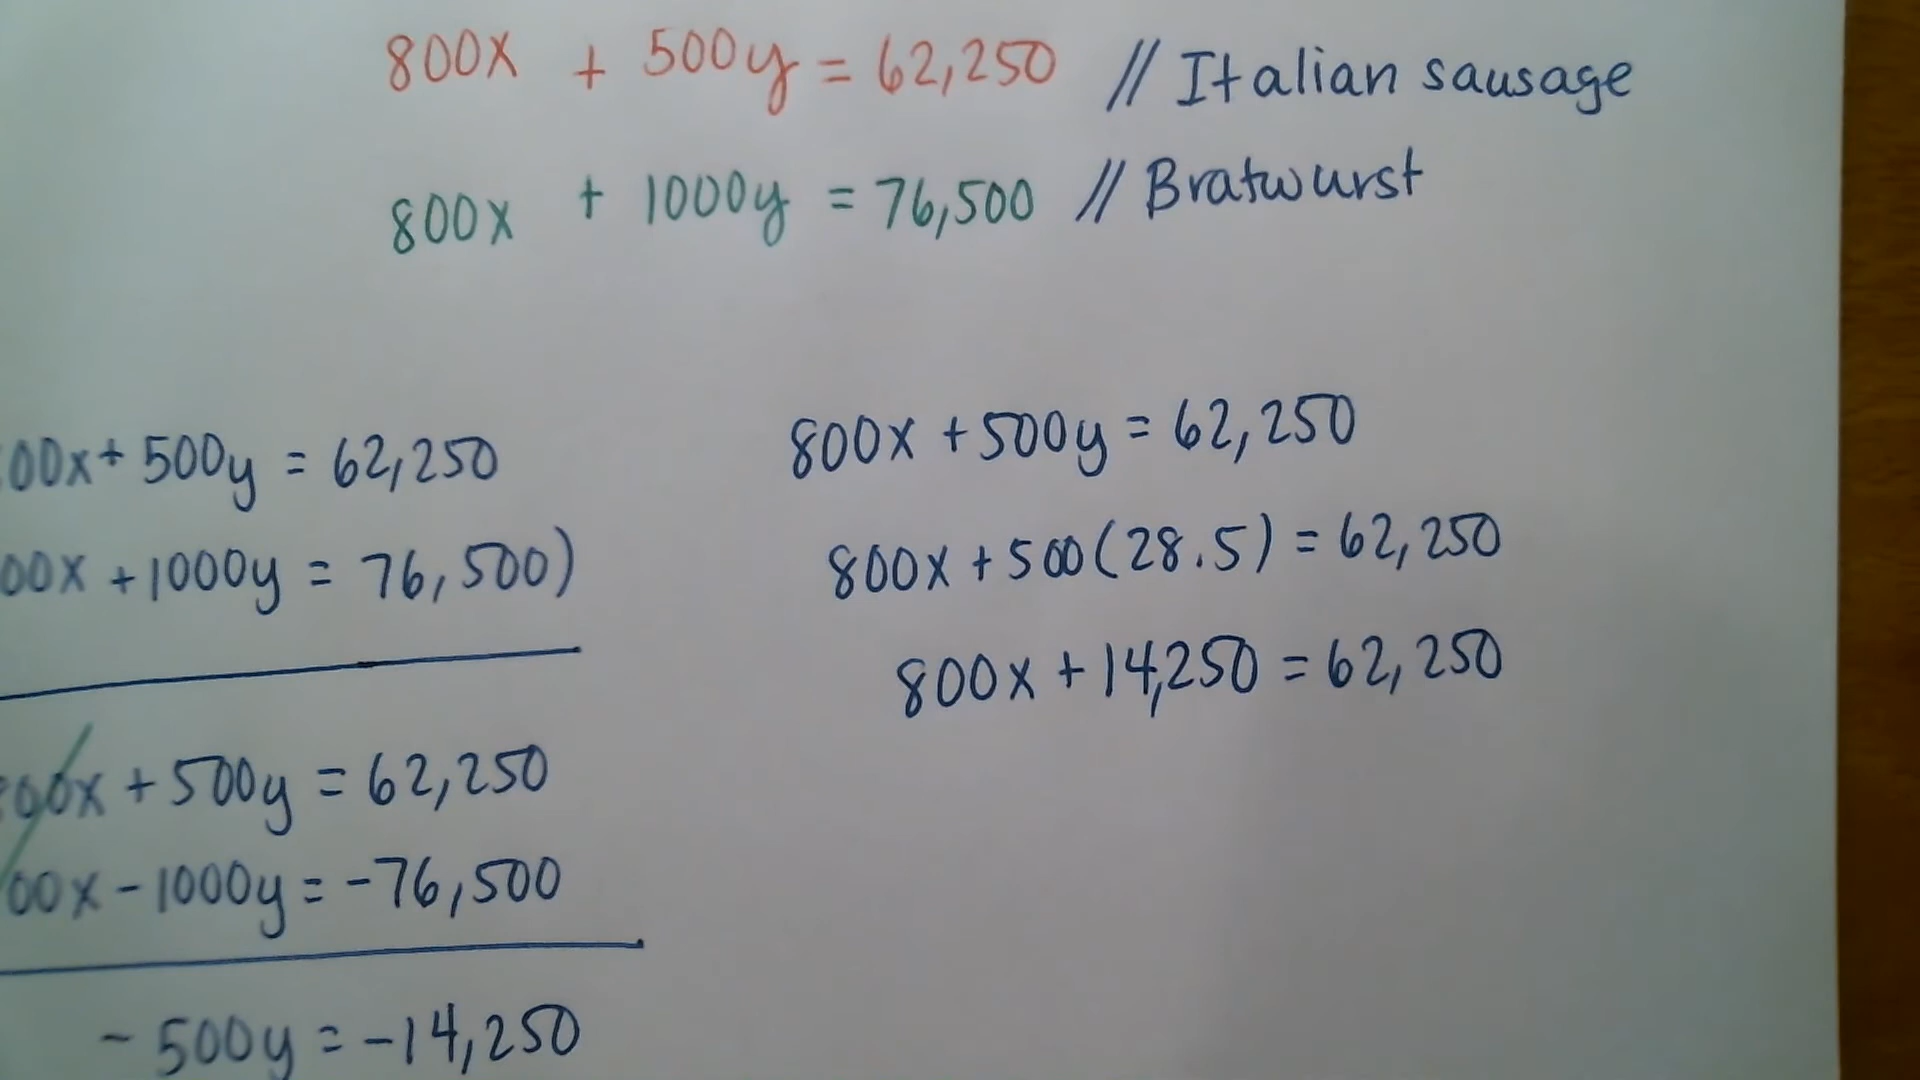 800x + 500y = 62,250 // Italian sausage
800x + 1000y = 76,500 // Bratwurst
00x + 500y = 62,250
00x + 1000y = 76,500)
800x + 500y = 62,250
00x - 1000y = -76,500
- 500y = -14,250
800x + 500y = 62,250
800x + 500(28.5) = 62,250
800x + 14,250 = 62,250